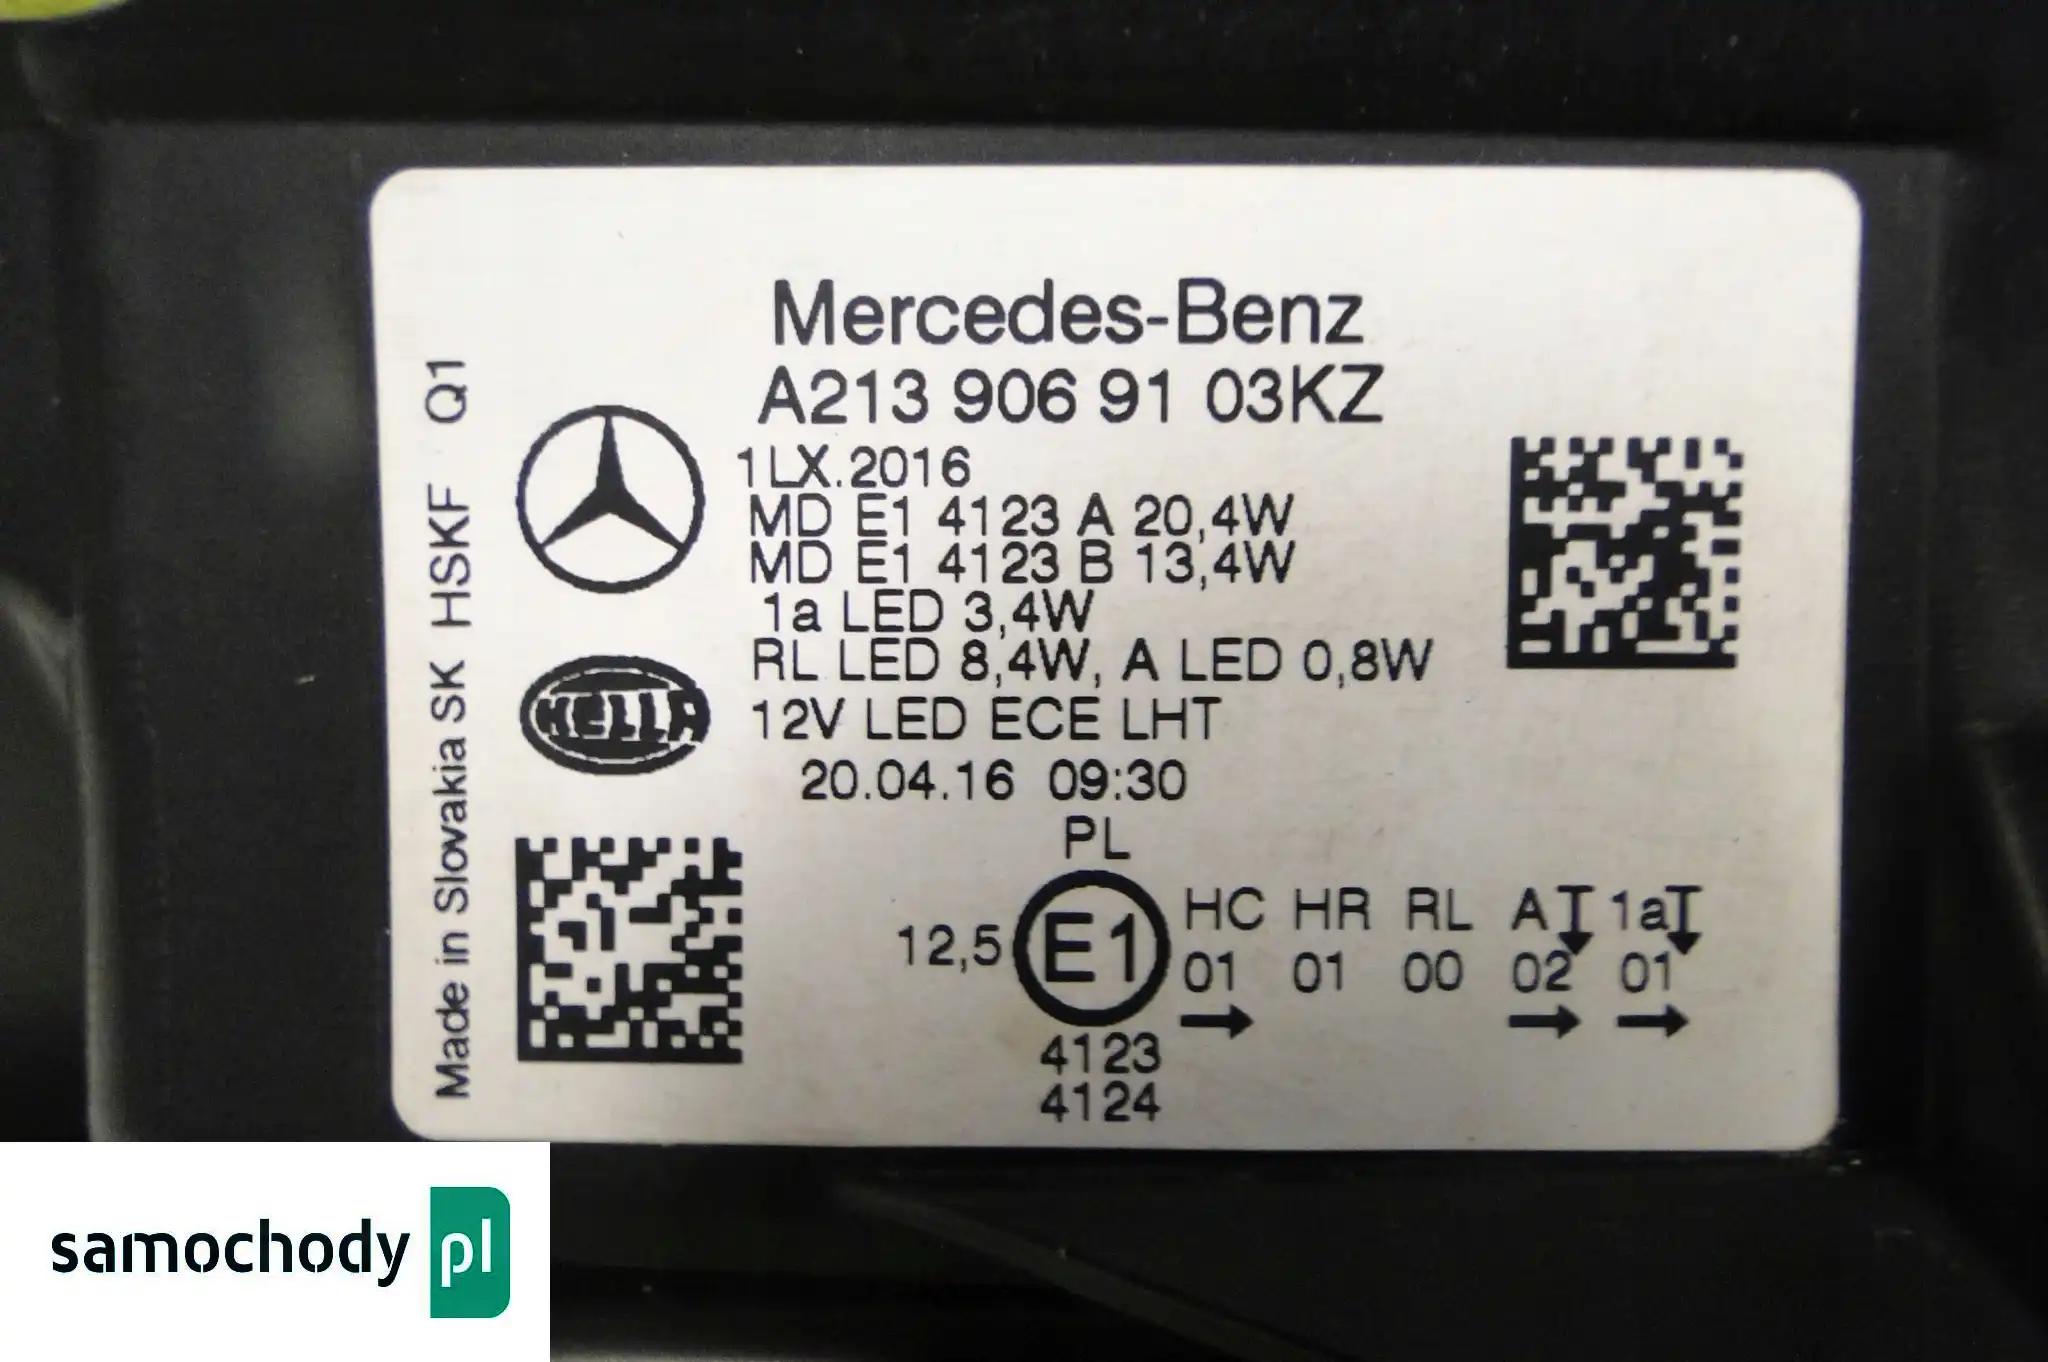 Mercedes-Benz
A213 906 91 03KZ
1LX.2016
MD E1 4123 A 20,4W
MD E1 4123 B 13,4W
1a LED 3,4W
RL LED 8,4W, A LED 0,8W
12V LED ECE LHT
20.04.16 09:30
PL
HC HR RL A 1a
12,5 E1 01 01 00 02 01
4123
4124
Made in Slovakia SK HSKF Q1
HELLA
samochody pl